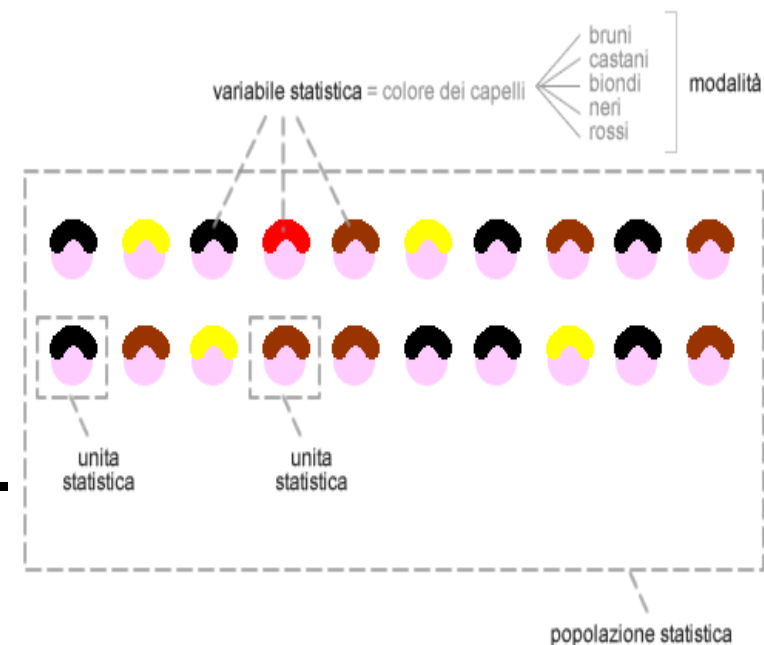 bruni
castani
variabile statistica = colore dei capelli
biondi
modalità
neri
rossi
unita
statistica
unita
statistica
popolazione statistica